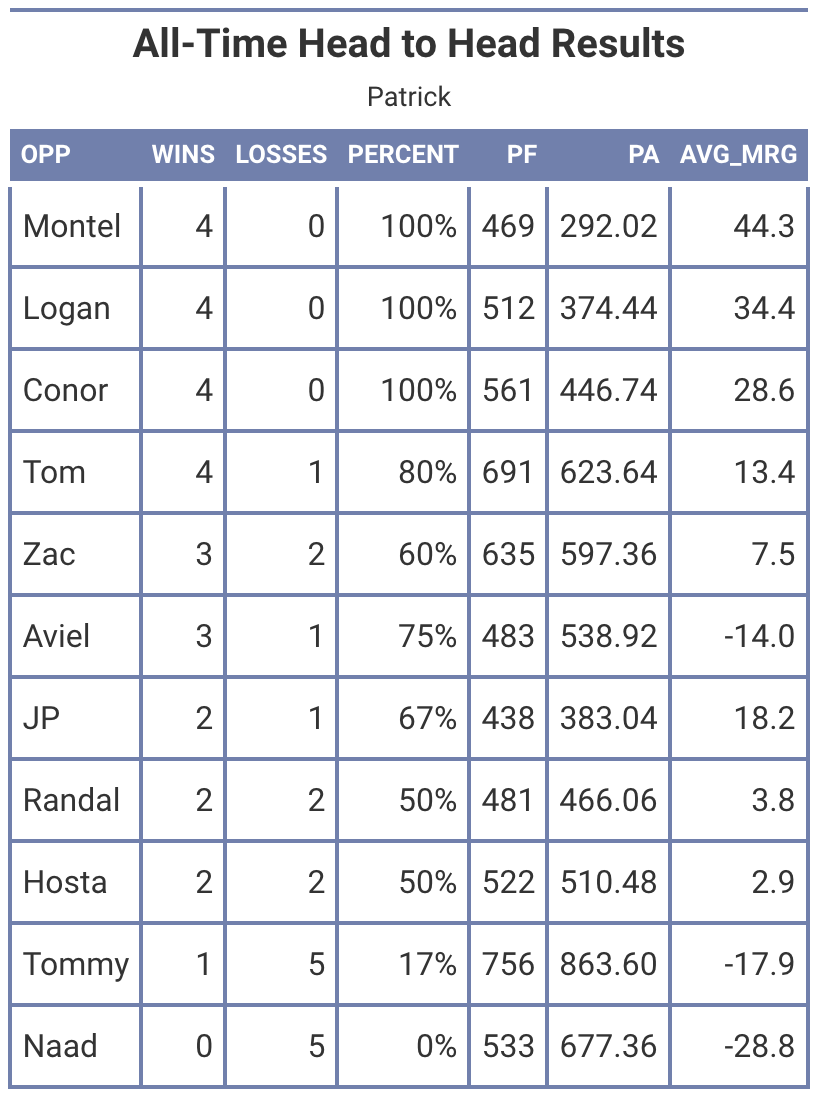 All-Time Head to Head Results
Patrick
OPP WINS LOSSES PERCENT PF PA AVG_MRG
Montel 4 0 100% 469 292.02 44.3
Logan 4 0 100% 512 374.44 34.4
Conor 4 0 100% 561 446.74 28.6
Tom 4 1 80% 691 623.64 13.4
Zac 3 2 60% 635 597.36 7.5
Aviel 3 1 75% 483 538.92 -14.0
JP 2 1 67% 438 383.04 18.2
Randal 2 2 50% 481 466.06 3.8
Hosta 2 2 50% 522 510.48 2.9
Tommy 1 5 17% 756 863.60 -17.9
Naad 0 5 0% 533 677.36 -28.8